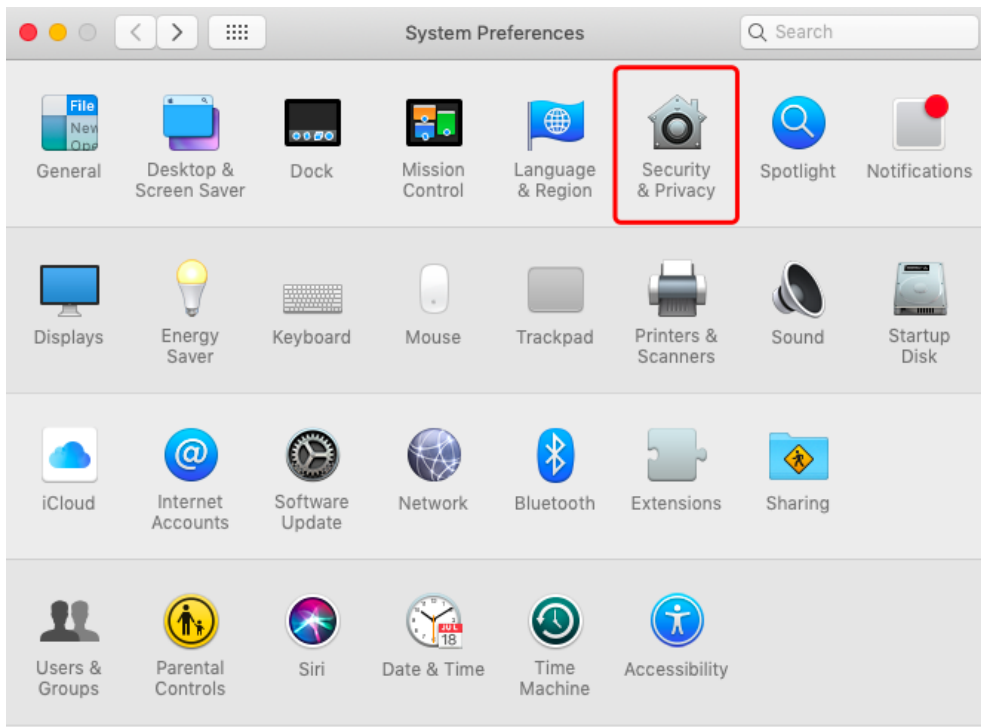 System Preferences
Search
File
New
Ope
General
Desktop &
Screen Saver
Dock
Mission
Control
Language
& Region
Security
& Privacy
Spotlight
Notifications
Displays
Energy
Saver
Keyboard
Mouse
Trackpad
Printers &
Scanners
Sound
Startup
Disk
iCloud
@
Internet
Accounts
Software
Update
Network
Bluetooth
Extensions
Sharing
Users &
Groups
Parental
Controls
Siri
JUL
18
Date & Time
Time
Machine
Accessibility